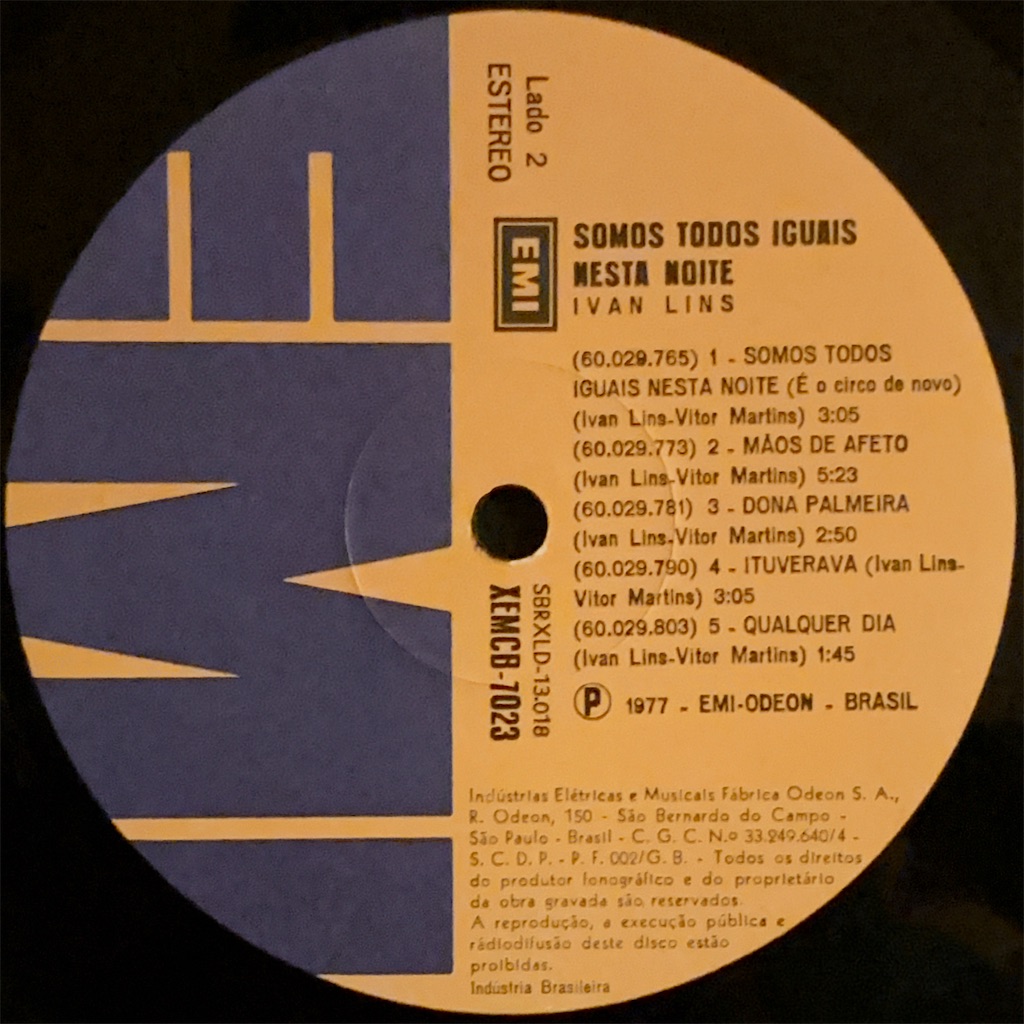 Lado 2
ESTEREO
EMI
SOMOS TODOS IGUAIS
NESTA NOITE
IVAN LINS
(60.029.765) 1 - SOMOS TODOS
IGUAIS NESTA NOITE (É o circo de novo)
(Ivan Lins-Vitor Martins) 3:05
(60.029.773) 2 - MÃOS DE AFETO
(Ivan Lins-Vitor Martins) 5:23
(60.029.781) 3 - DONA PALMEIRA
(Ivan Lins-Vitor Martins) 2:50
(60.029.790) 4 - ITUVERAVA (Ivan Lins-
Vitor Martins) 3:05
(60.029.803) 5 - QUALQUER DIA
(Ivan Lins-Vitor Martins) 1:45
Ⓟ 1977 - EMI-ODEON - BRASIL
SBRXLD-13.018
XEMCB-7023
Indústrias Elétricas e Musicais Fábrica Odeon S. A.,
R. Odeon, 150 - São Bernardo do Campo -
São Paulo - Brasil - C. G. C. N.º 33.249.640/4 -
S. C. D. P. - P. F. 002/G. B. - Todos os direitos
do produtor fonográfico e do proprietário
da obra gravada são reservados.
A reprodução, a execução pública e
rádiodifusão deste disco estão
proibidas.
Indústria Brasileira